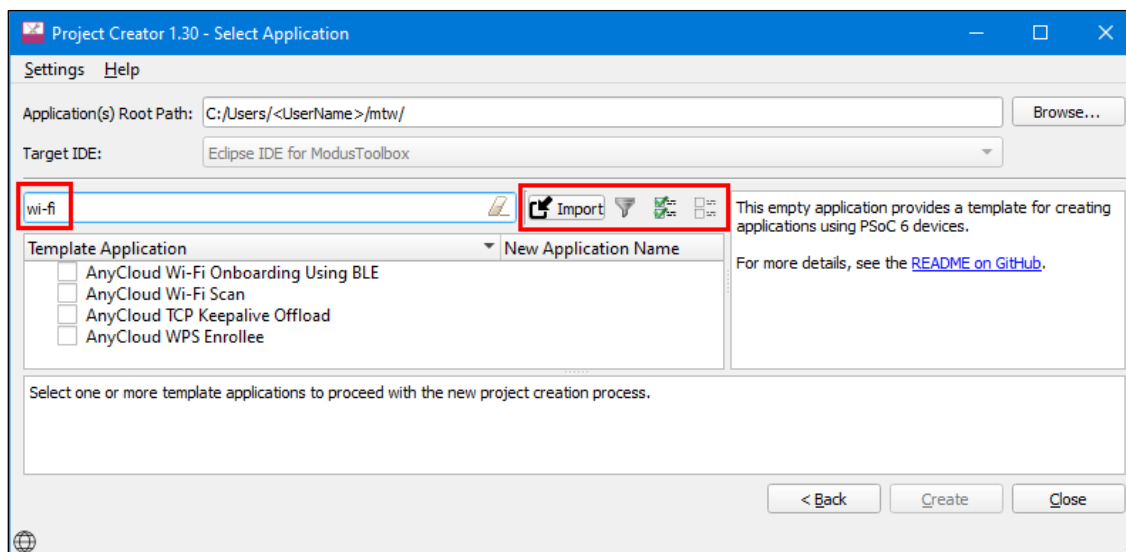 Project Creator 1.30 - Select Application
Settings Help
Application(s) Root Path: C:/Users/<UserName>/mtw/ Browse...
Target IDE: Eclipse IDE for ModusToolbox
wi-fi Import
Template Application New Application Name
AnyCloud Wi-Fi Onboarding Using BLE
AnyCloud Wi-Fi Scan
AnyCloud TCP Keepalive Offload
AnyCloud WPS Enrollee
This empty application provides a template for creating
applications using PSoC 6 devices.
For more details, see the README on GitHub.
Select one or more template applications to proceed with the new project creation process.
< Back Create Close